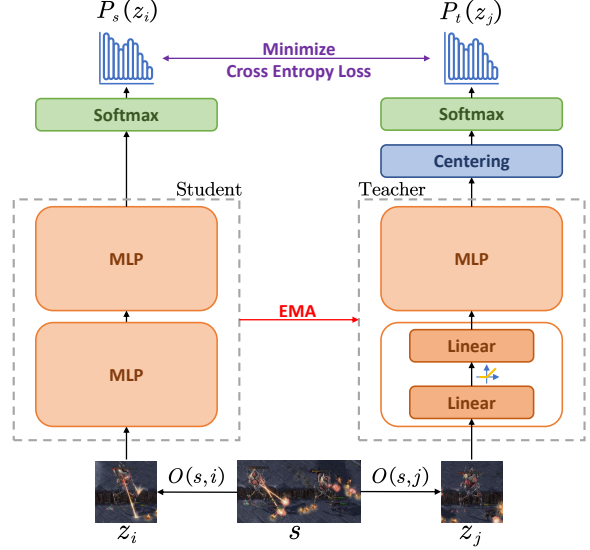 P_s(z_i)
P_t(z_j)
Minimize
Cross Entropy Loss
Softmax
Softmax
Centering
Student
Teacher
MLP
MLP
EMA
MLP
Linear
Linear
O(s,i)
O(s,j)
z_i
s
z_j